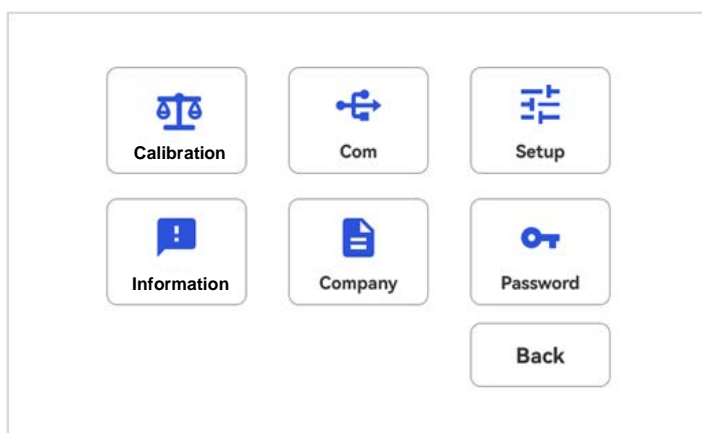 Calibration
Com
Setup
Information
Company
Password
Back